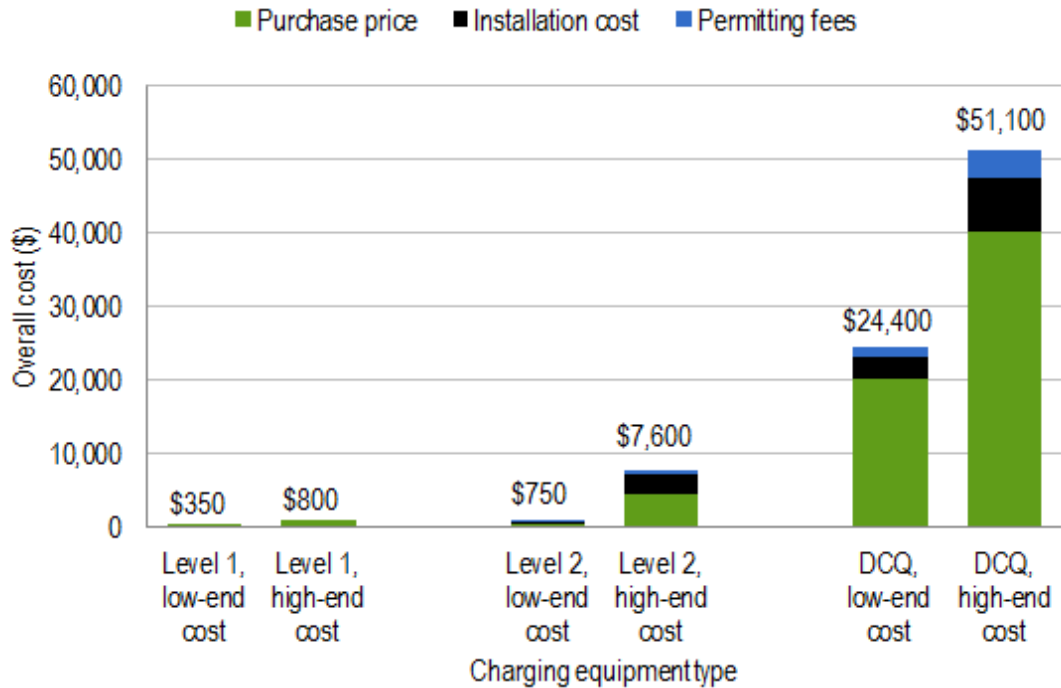 Purchase price Installation cost Permitting fees
60,000
50,000
40,000
30,000
20,000
10,000
0
Overall cost ($)
$350
$800
$750
$7,600
$24,400
$51,100
Level 1,
low-end
cost
Level 1,
high-end
cost
Level 2,
low-end
cost
Level 2,
high-end
cost
DCQ,
low-end
cost
DCQ,
high-end
cost
Charging equipment type